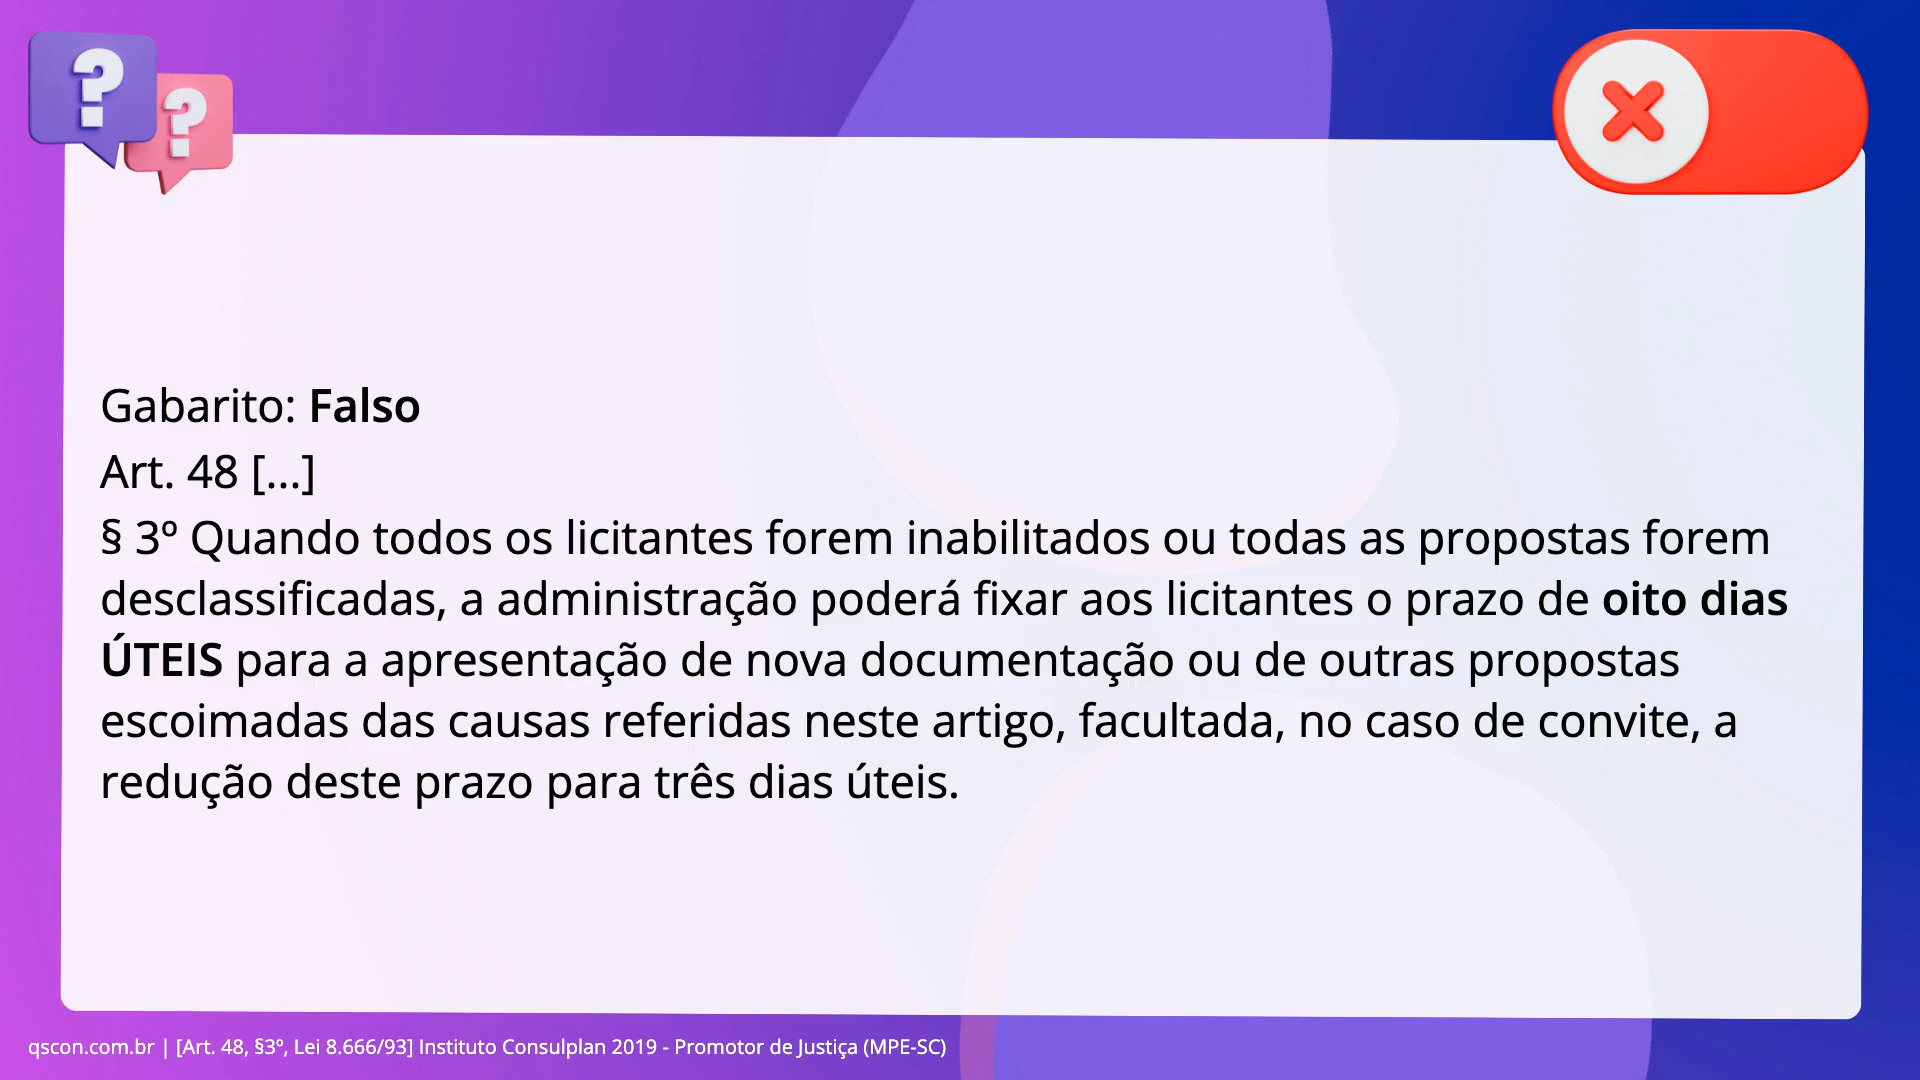 ?
?
Gabarito: Falso
Art. 48 [...]
§ 3º Quando todos os licitantes forem inabilitados ou todas as propostas forem
desclassificadas, a administração poderá fixar aos licitantes o prazo de oito dias
ÚTEIS para a apresentação de nova documentação ou de outras propostas
escoimadas das causas referidas neste artigo, facultada, no caso de convite, a
redução deste prazo para três dias úteis.
qscon.com.br | [Art. 48, §3º, Lei 8.666/93] Instituto Consulplan 2019 - Promotor de Justiça (MPE-SC)